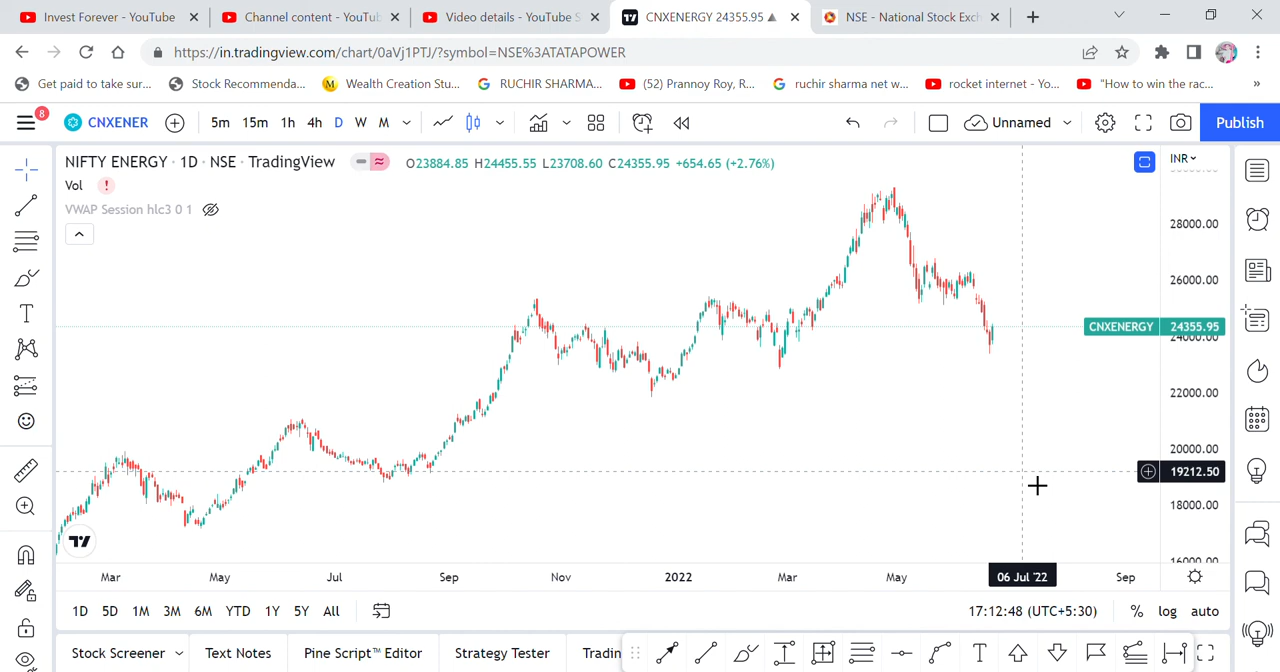 Invest Forever - YouTube
Channel content - YouTub
Video details - YouTube S
CNXENERGY 24355.95 ▲
NSE - National Stock Exch
https://in.tradingview.com/chart/0aVj1PTJ/?symbol=NSE%3ATATAPOWER
Get paid to take sur...
Stock Recommenda...
Wealth Creation Stu...
RUCHIR SHARMA...
(52) Prannoy Roy, R...
ruchir sharma net w...
rocket internet - Yo...
"How to win the rac...
»
8
CNXENER
5m 15m 1h 4h D W M
Unnamed
Publish
NIFTY ENERGY · 1D · NSE · TradingView
O23884.85 H24455.55 L23708.60 C24355.95 +654.65 (+2.76%)
INR
Vol
VWAP Session hlc3 0 1
28000.00
26000.00
CNXENERGY 24355.95
24000.00
22000.00
20000.00
19212.50
18000.00
16000.00
Mar May Jul Sep Nov 2022 Mar May 06 Jul '22 Sep
1D 5D 1M 3M 6M YTD 1Y 5Y All
17:12:48 (UTC+5:30) % log auto
Stock Screener Text Notes Pine Script™ Editor Strategy Tester Tradin